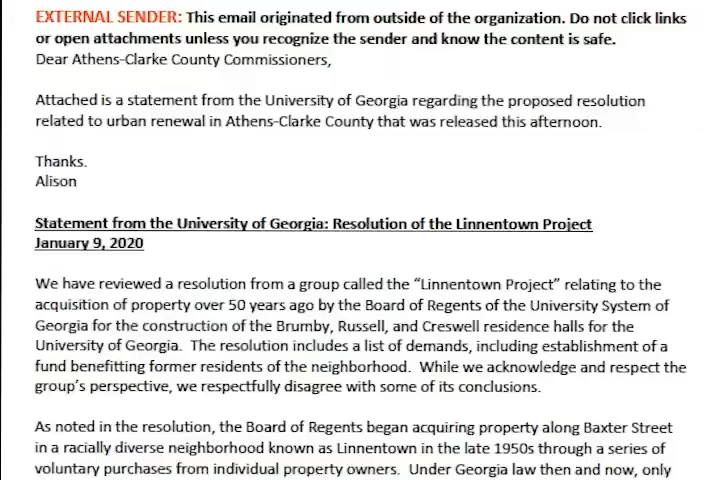 EXTERNAL SENDER: This email originated from outside of the organization. Do not click links
or open attachments unless you recognize the sender and know the content is safe.
Dear Athens-Clarke County Commissioners,
Attached is a statement from the University of Georgia regarding the proposed resolution
related to urban renewal in Athens-Clarke County that was released this afternoon.
Thanks.
Alison
Statement from the University of Georgia: Resolution of the Linnentown Project
January 9, 2020
We have reviewed a resolution from a group called the “Linnentown Project” relating to the
acquisition of property over 50 years ago by the Board of Regents of the University System of
Georgia for the construction of the Brumby, Russell, and Creswell residence halls for the
University of Georgia.  The resolution includes a list of demands, including establishment of a
fund benefitting former residents of the neighborhood.  While we acknowledge and respect the
group’s perspective, we respectfully disagree with some of its conclusions.
As noted in the resolution, the Board of Regents began acquiring property along Baxter Street
in a racially diverse neighborhood known as Linnentown in the late 1950s through a series of
voluntary purchases from individual property owners.  Under Georgia law then and now, only